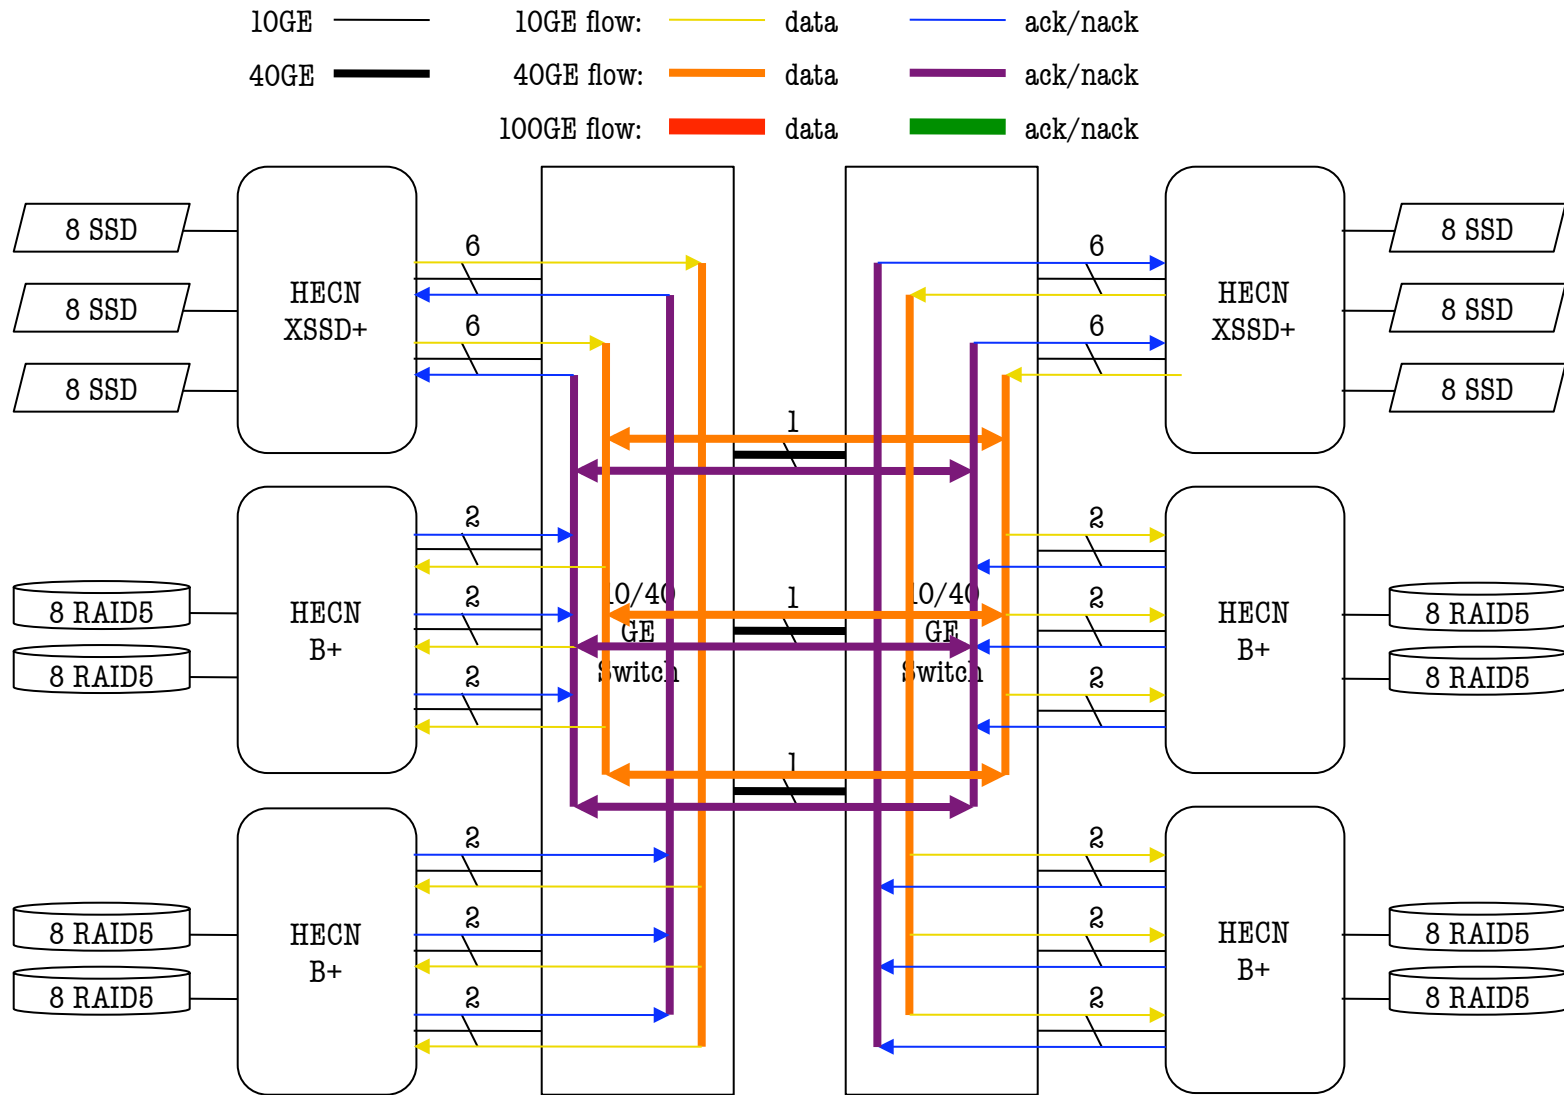 10GE 10GE flow: data ack/nack
40GE 40GE flow: data ack/nack
100GE flow: data ack/nack
8 SSD
8 SSD
8 SSD
HECN
XSSD+
6
6
6
6
HECN
XSSD+
8 SSD
8 SSD
8 SSD
1
1
1
8 RAID5
8 RAID5
HECN
B+
2
2
2
10/40
GE
Switch
10/40
GE
Switch
2
2
2
HECN
B+
8 RAID5
8 RAID5
8 RAID5
8 RAID5
HECN
B+
2
2
2
2
2
2
HECN
B+
8 RAID5
8 RAID5